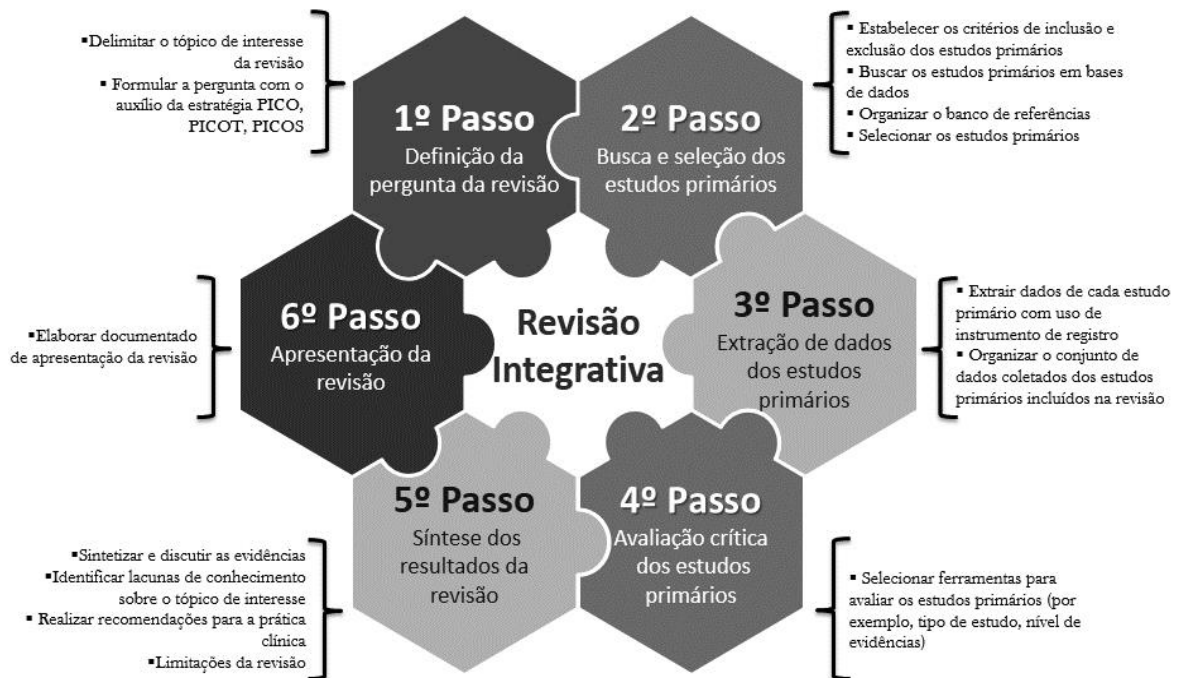 ▪Delimitar o tópico de interesse
da revisão
▪ Formular a pergunta com o
auxílio da estratégia PICO,
PICOT, PICOS
1º Passo
Definição da
pergunta da revisão
2º Passo
Busca e seleção dos
estudos primários
▪ Estabelecer os critérios de inclusão e
exclusão dos estudos primários
▪ Buscar os estudos primários em bases
de dados
▪ Organizar o banco de referências
▪ Selecionar os estudos primários
3º Passo
Extração de dados
dos estudos
primários
▪ Extrair dados de cada estudo
primário com uso de
instrumento de registro
▪ Organizar o conjunto de
dados coletados dos estudos
primários incluídos na revisão
4º Passo
Avaliação crítica
dos estudos
primários
▪ Selecionar ferramentas para
avaliar os estudos primários (por
exemplo, tipo de estudo, nível de
evidências)
5º Passo
Síntese dos
resultados da
revisão
▪Sintetizar e discutir as evidências
▪Identificar lacunas de conhecimento
sobre o tópico de interesse
▪ Realizar recomendações para a prática
clínica
▪Limitações da revisão
6º Passo
Apresentação da
revisão
▪Elaborar documentado
de apresentação da revisão
Revisão
Integrativa